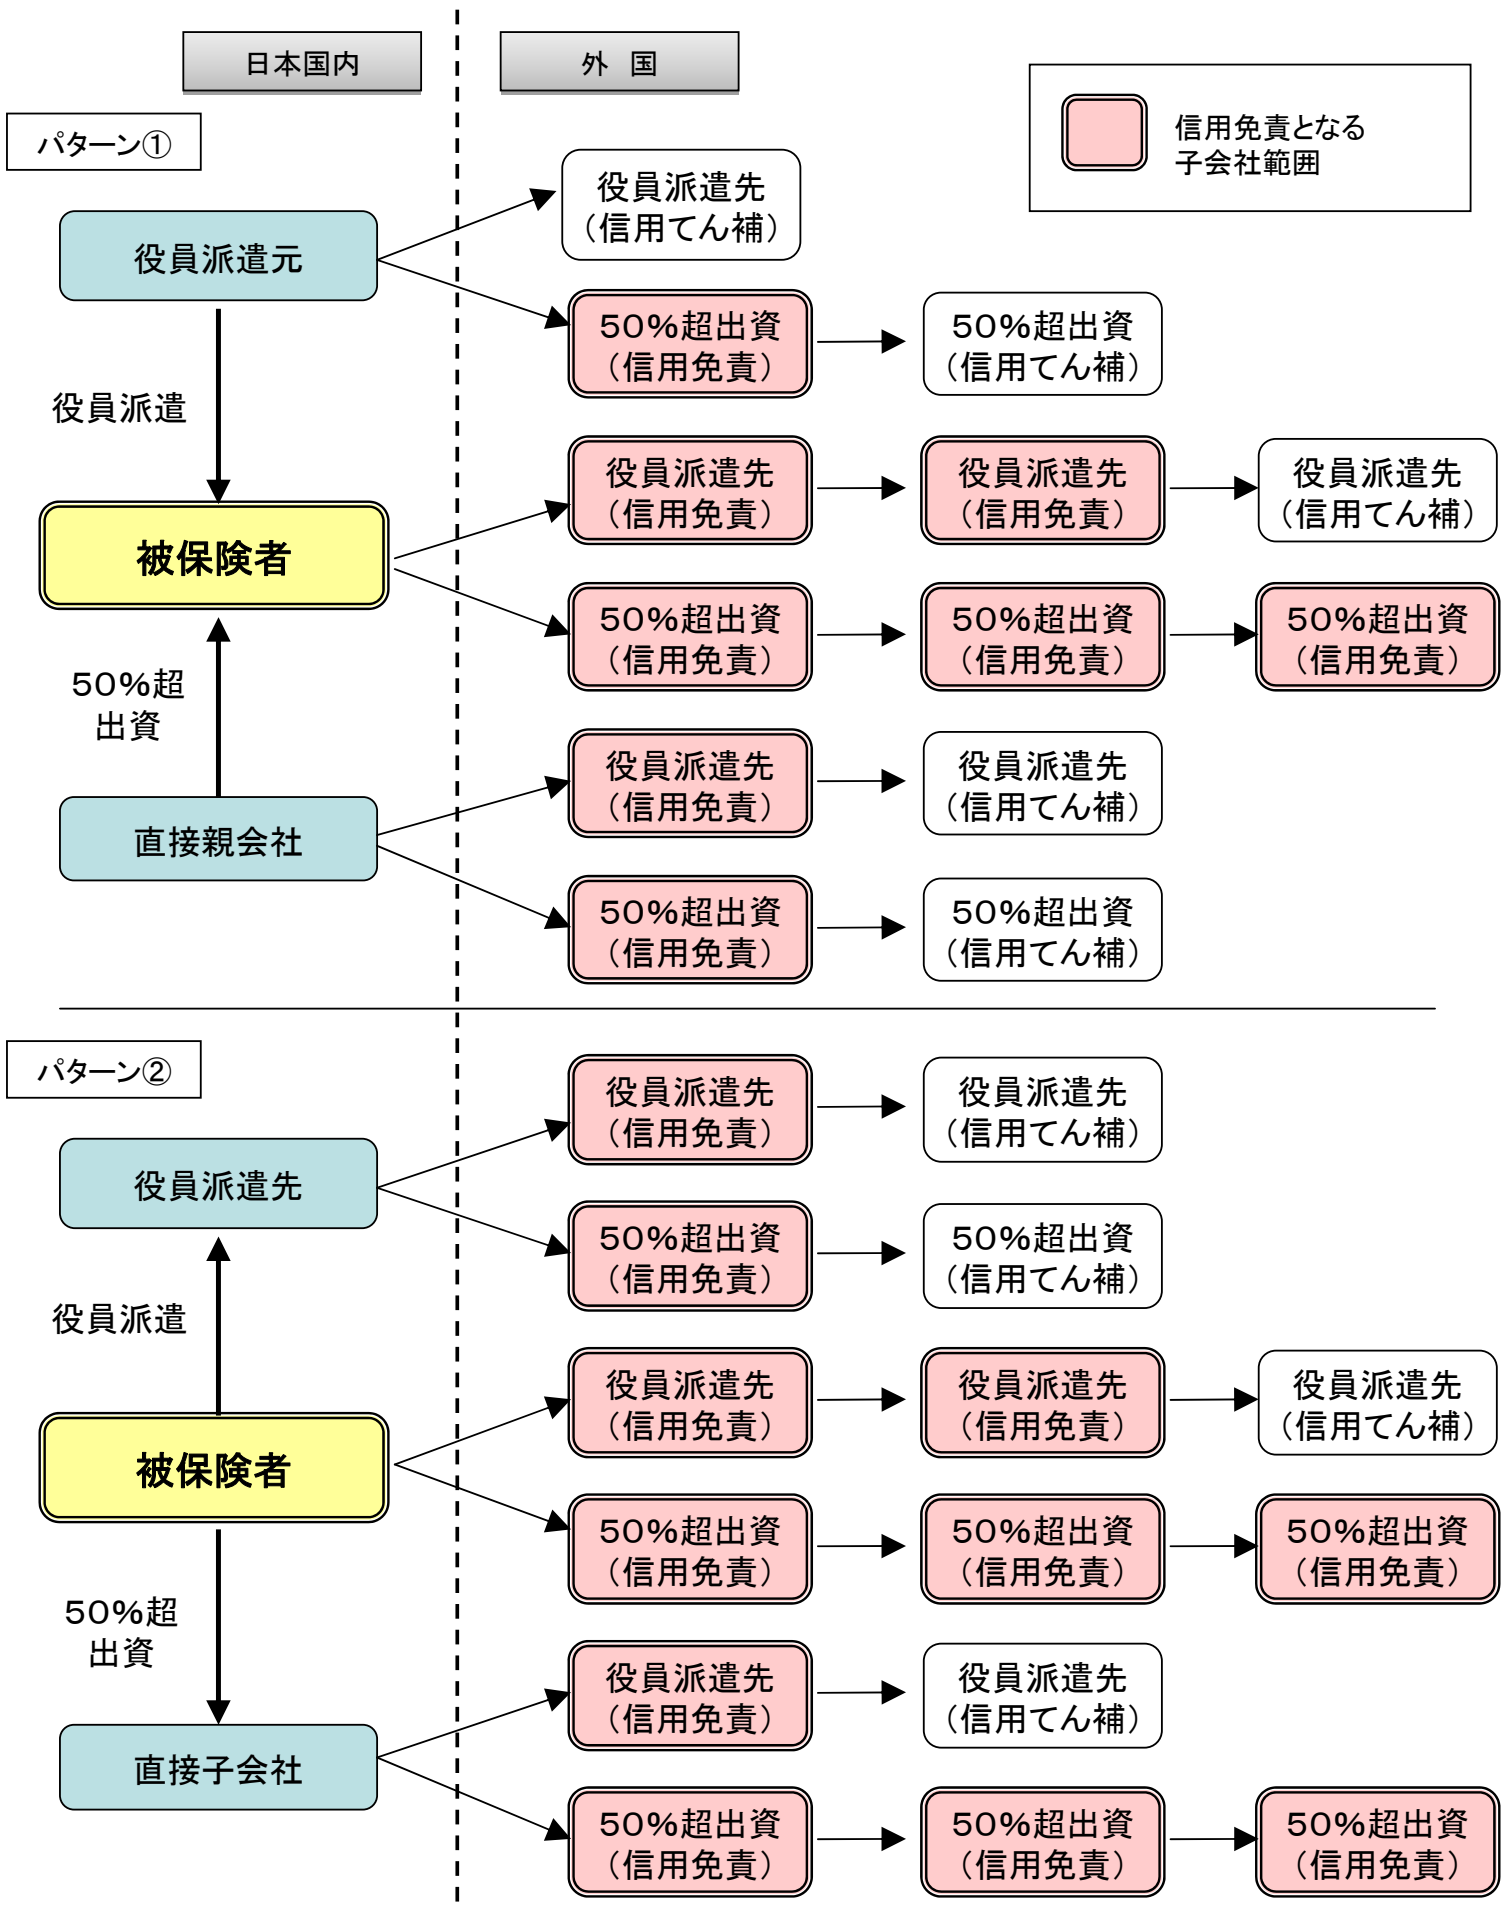 日本国内
外　国
信用免責となる
子会社範囲
パターン①
役員派遣元
役員派遣
被保険者
50%超
出資
直接親会社
役員派遣先
（信用てん補）
50%超出資
（信用免責）
50%超出資
（信用てん補）
役員派遣先
（信用免責）
役員派遣先
（信用免責）
役員派遣先
（信用てん補）
50%超出資
（信用免責）
50%超出資
（信用免責）
50%超出資
（信用免責）
役員派遣先
（信用免責）
役員派遣先
（信用てん補）
50%超出資
（信用免責）
50%超出資
（信用てん補）
パターン②
役員派遣先
役員派遣
被保険者
50%超
出資
直接子会社
役員派遣先
（信用免責）
役員派遣先
（信用てん補）
50%超出資
（信用免責）
50%超出資
（信用てん補）
役員派遣先
（信用免責）
役員派遣先
（信用免責）
役員派遣先
（信用てん補）
50%超出資
（信用免責）
50%超出資
（信用免責）
50%超出資
（信用免責）
役員派遣先
（信用免責）
役員派遣先
（信用てん補）
50%超出資
（信用免責）
50%超出資
（信用免責）
50%超出資
（信用免責）